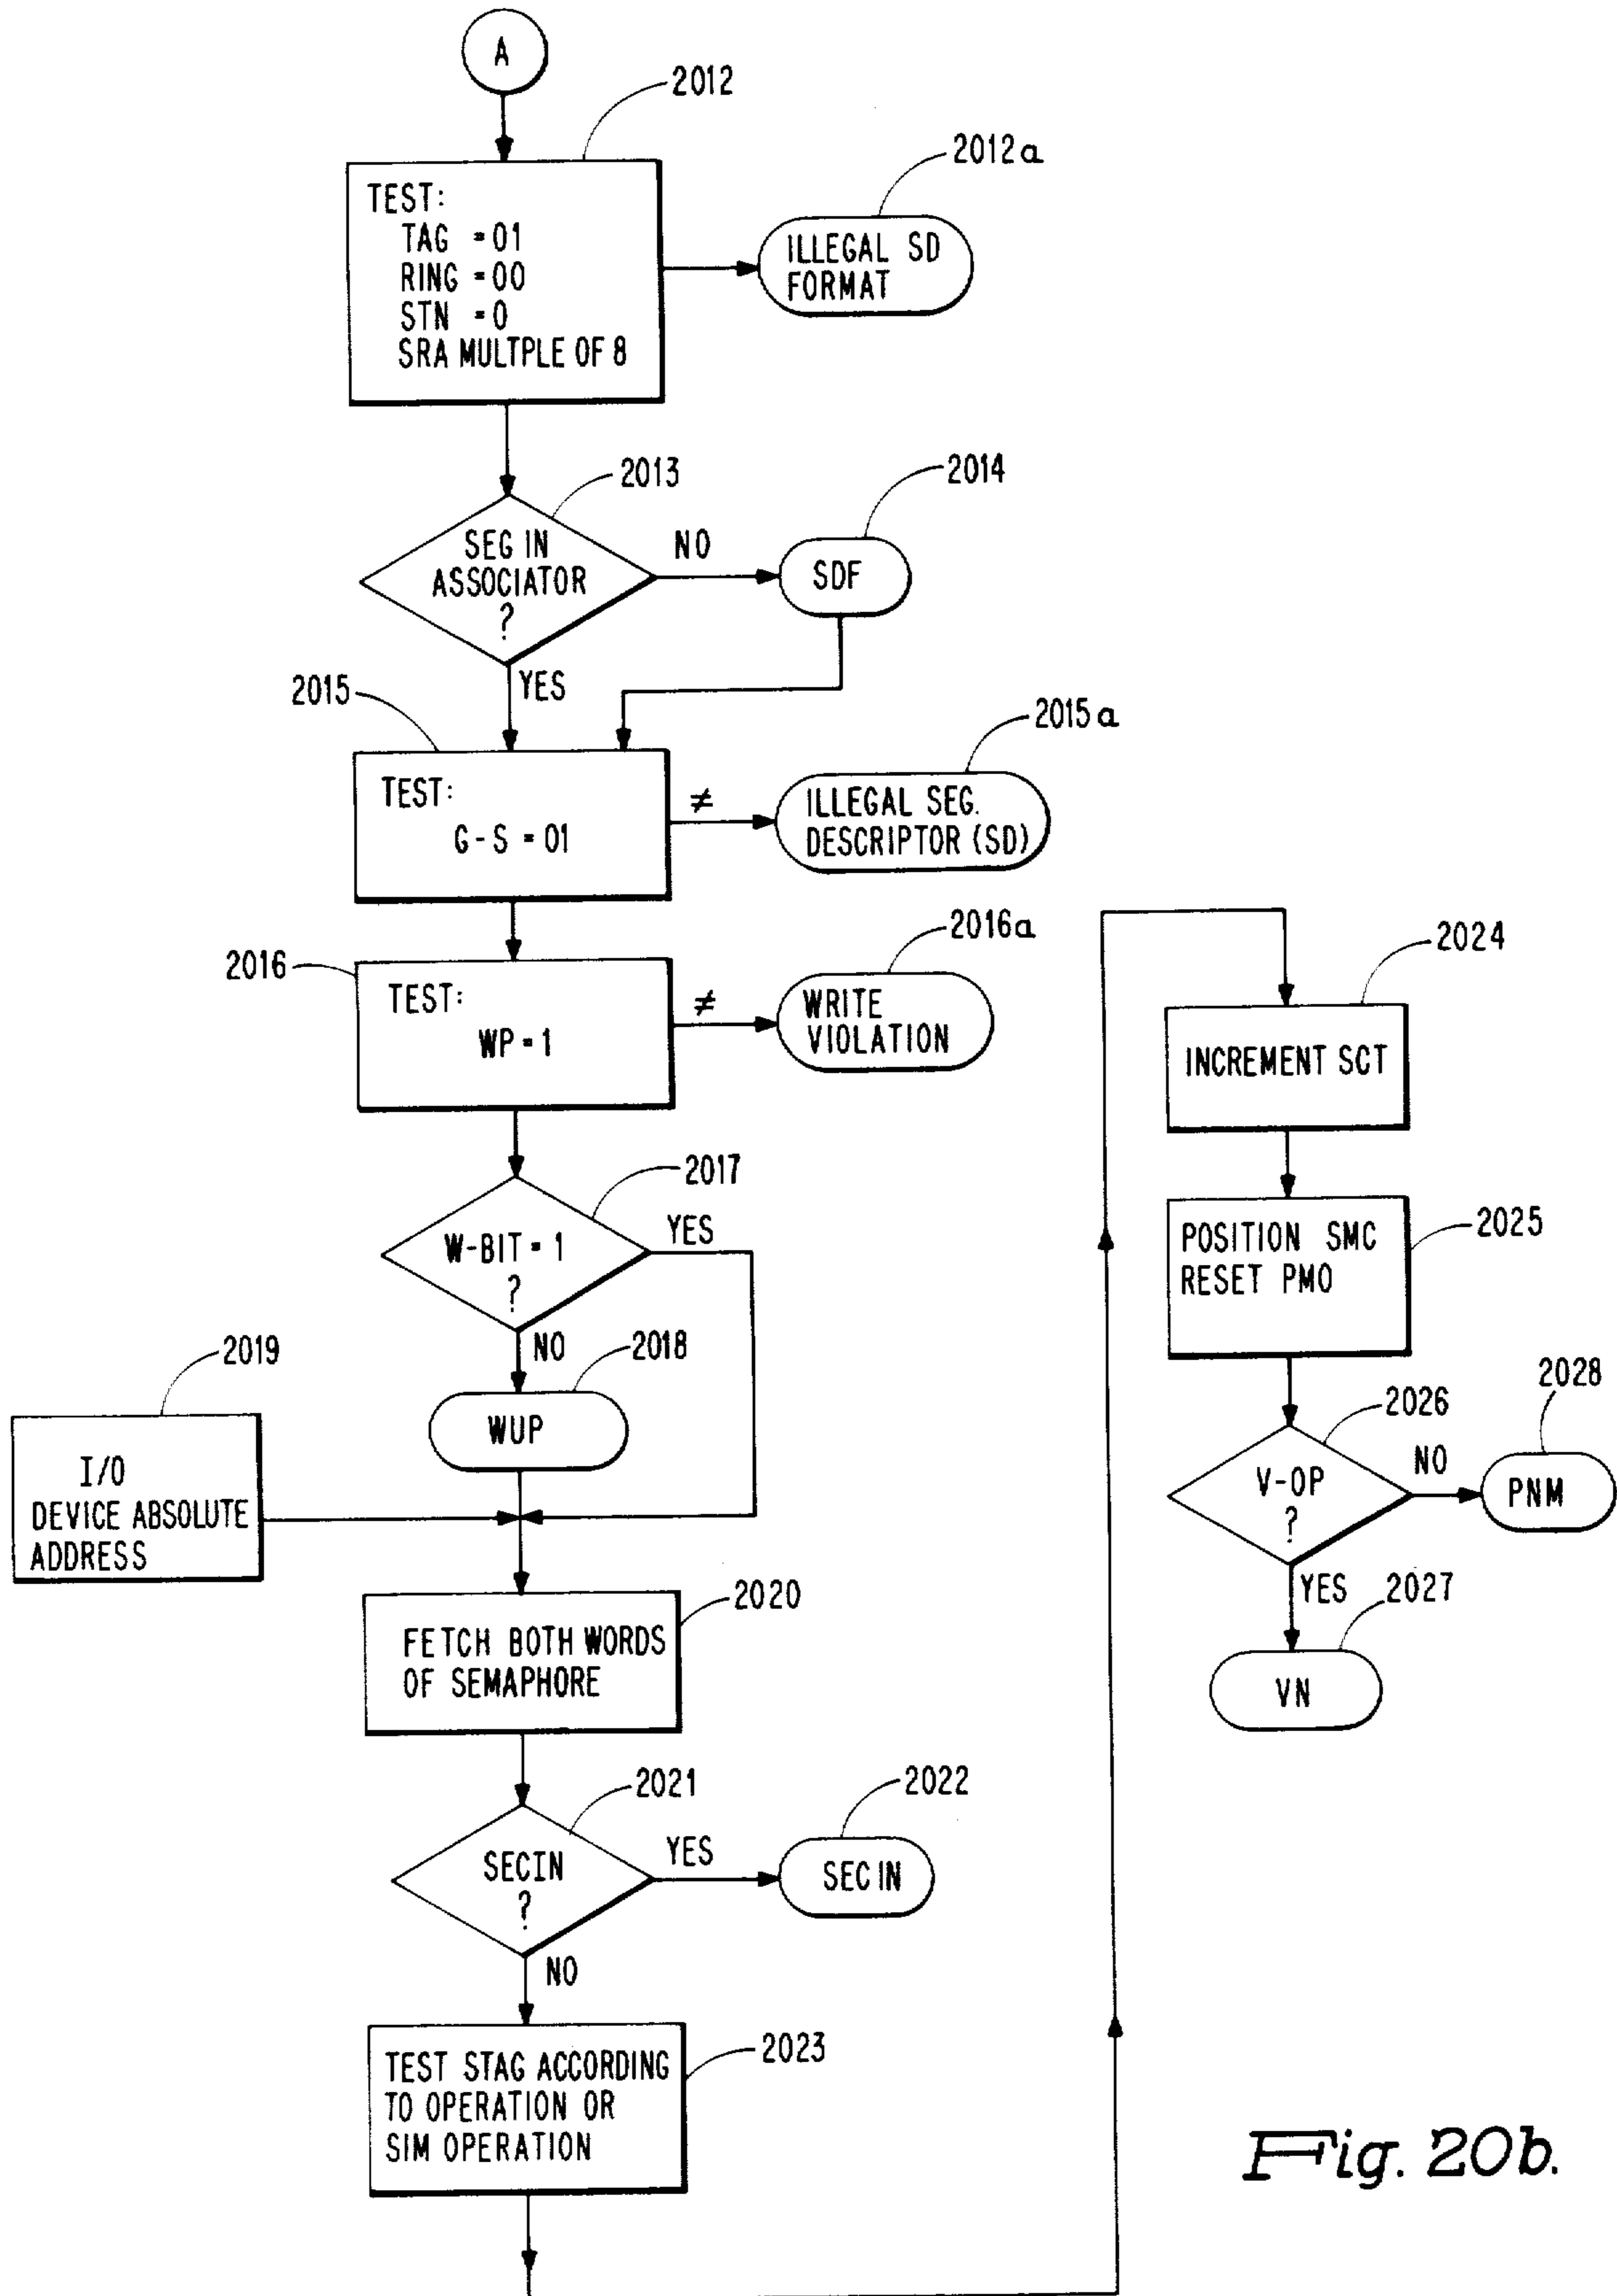 A
2012
TEST:
TAG =01
RING =00
STN =0
SRA MULTPLE OF 8
2012a
ILLEGAL SD
FORMAT
2013
SEG IN
ASSOCIATOR
?
NO
2014
SDF
YES
2015
TEST:
G-S = 01
≠
2015a
ILLEGAL SEG.
DESCRIPTOR (SD)
2016
TEST:
WP = 1
≠
2016a
WRITE
VIOLATION
2017
W-BIT = 1
?
YES
NO
2018
WUP
2019
I/O
DEVICE ABSOLUTE
ADDRESS
2020
FETCH BOTH WORDS
OF SEMAPHORE
2021
SECIN
?
YES
2022
SECIN
NO
2023
TEST STAG ACCORDING
TO OPERATION OR
SIM OPERATION
2024
INCREMENT SCT
2025
POSITION SMC
RESET PMO
2026
V-OP
?
NO
2028
PNM
YES
2027
VN
Fig. 20b.